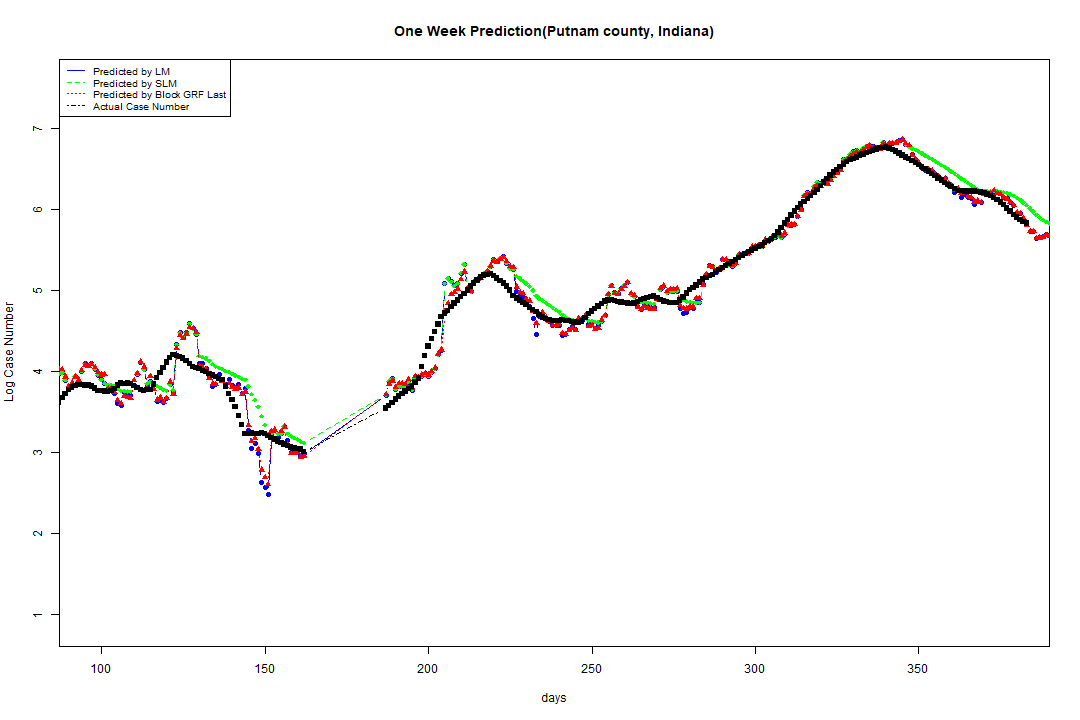 One Week Prediction(Putnam county, Indiana)
Predicted by LM
Predicted by SLM
Predicted by Block GRF Last
Actual Case Number
7
6
5
4
3
2
1
Log Case Number
100 150 200 250 300 350
days